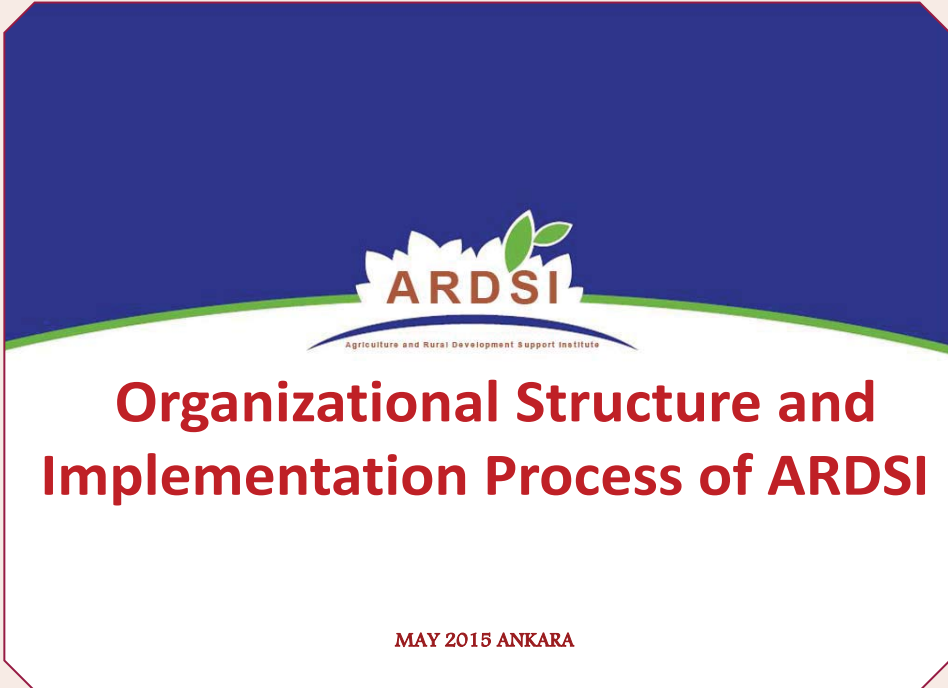 ARDSI
Agriculture and Rural Development Support Institute
Organizational Structure and
Implementation Process of ARDSI
MAY 2015 ANKARA